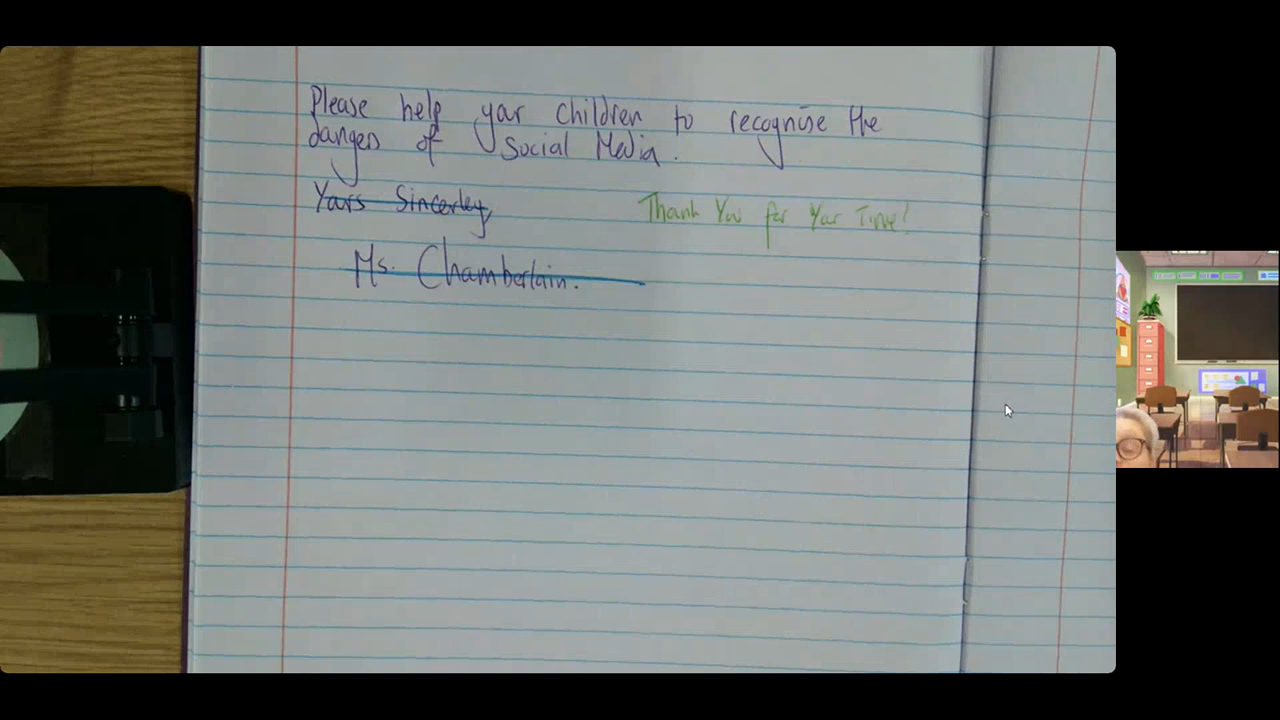 Please help your children to recognise the
dangers of Social Media.
Yours Sincerley,
Thank You for Your Time!
Ms. Chamberlain.